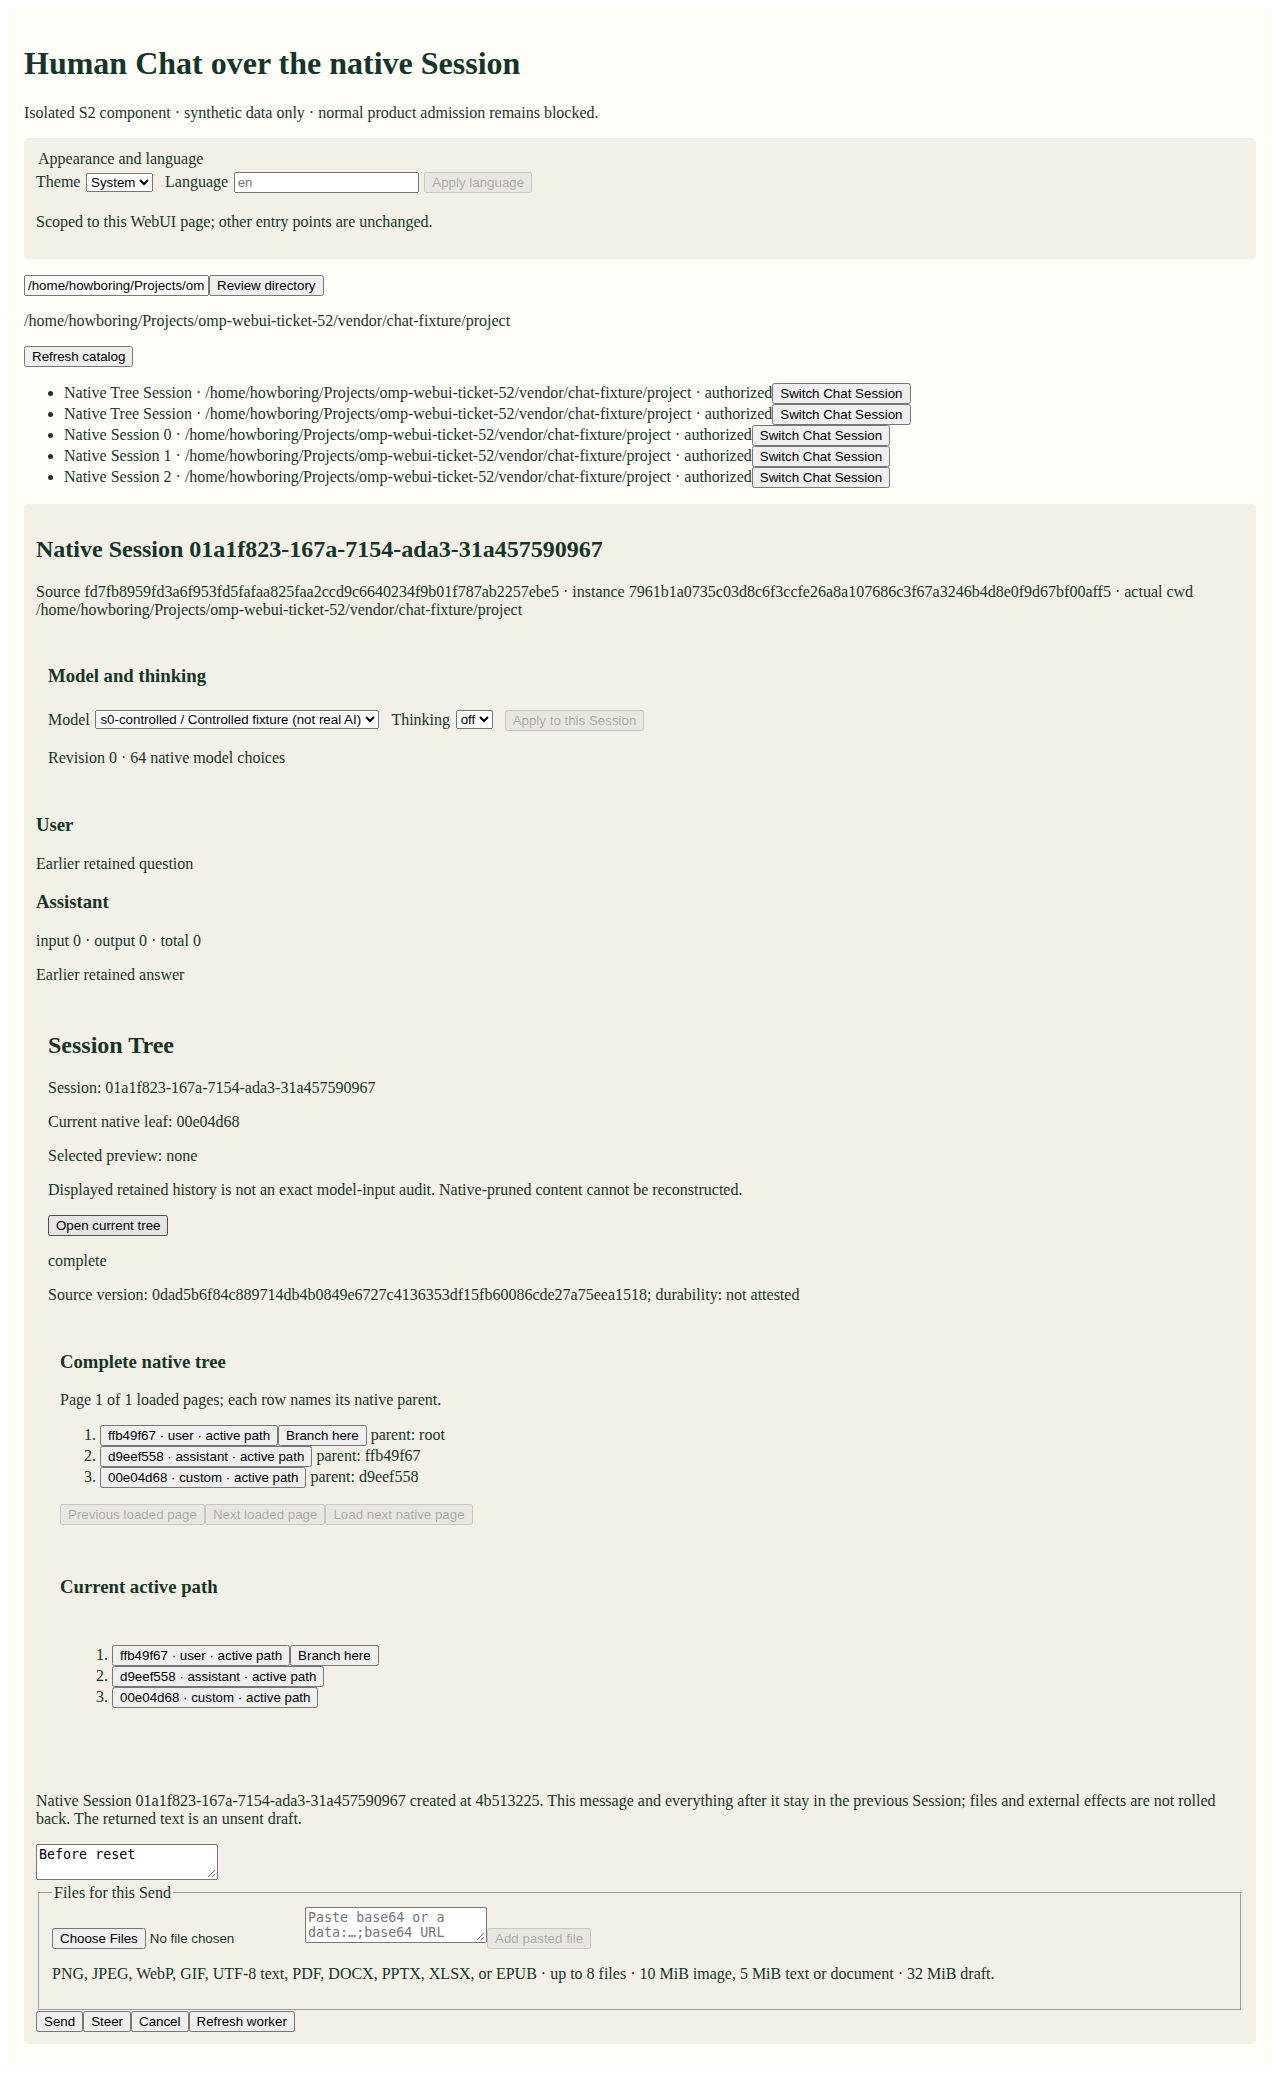 Human Chat over the native Session
Isolated S2 component · synthetic data only · normal product admission remains blocked.
Appearance and language
Theme System Language en Apply language
Scoped to this WebUI page; other entry points are unchanged.
/home/howboring/Projects/om Review directory
/home/howboring/Projects/omp-webui-ticket-52/vendor/chat-fixture/project
Refresh catalog
Native Tree Session · /home/howboring/Projects/omp-webui-ticket-52/vendor/chat-fixture/project · authorized Switch Chat Session
Native Tree Session · /home/howboring/Projects/omp-webui-ticket-52/vendor/chat-fixture/project · authorized Switch Chat Session
Native Session 0 · /home/howboring/Projects/omp-webui-ticket-52/vendor/chat-fixture/project · authorized Switch Chat Session
Native Session 1 · /home/howboring/Projects/omp-webui-ticket-52/vendor/chat-fixture/project · authorized Switch Chat Session
Native Session 2 · /home/howboring/Projects/omp-webui-ticket-52/vendor/chat-fixture/project · authorized Switch Chat Session
Native Session 01a1f823-167a-7154-ada3-31a457590967
Source fd7fb8959fd3a6f953fd5fafaa825faa2ccd9c6640234f9b01f787ab2257ebe5 · instance 7961b1a0735c03d8c6f3ccfe26a8a107686c3f67a3246b4d8e0f9d67bf00aff5 · actual cwd
/home/howboring/Projects/omp-webui-ticket-52/vendor/chat-fixture/project
Model and thinking
Model s0-controlled / Controlled fixture (not real AI) Thinking off Apply to this Session
Revision 0 · 64 native model choices
User
Earlier retained question
Assistant
input 0 · output 0 · total 0
Earlier retained answer
Session Tree
Session: 01a1f823-167a-7154-ada3-31a457590967
Current native leaf: 00e04d68
Selected preview: none
Displayed retained history is not an exact model-input audit. Native-pruned content cannot be reconstructed.
Open current tree
complete
Source version: 0dad5b6f84c889714db4b0849e6727c4136353df15fb60086cde27a75eea1518; durability: not attested
Complete native tree
Page 1 of 1 loaded pages; each row names its native parent.
1. ffb49f67 · user · active path Branch here parent: root
2. d9eef558 · assistant · active path parent: ffb49f67
3. 00e04d68 · custom · active path parent: d9eef558
Previous loaded page Next loaded page Load next native page
Current active path
1. ffb49f67 · user · active path Branch here
2. d9eef558 · assistant · active path
3. 00e04d68 · custom · active path
Native Session 01a1f823-167a-7154-ada3-31a457590967 created at 4b513225. This message and everything after it stay in the previous Session; files and external effects are not rolled
back. The returned text is an unsent draft.
Before reset
Files for this Send
Choose Files No file chosen Paste base64 or a
data:…;base64 URL Add pasted file
PNG, JPEG, WebP, GIF, UTF-8 text, PDF, DOCX, PPTX, XLSX, or EPUB · up to 8 files · 10 MiB image, 5 MiB text or document · 32 MiB draft.
Send Steer Cancel Refresh worker